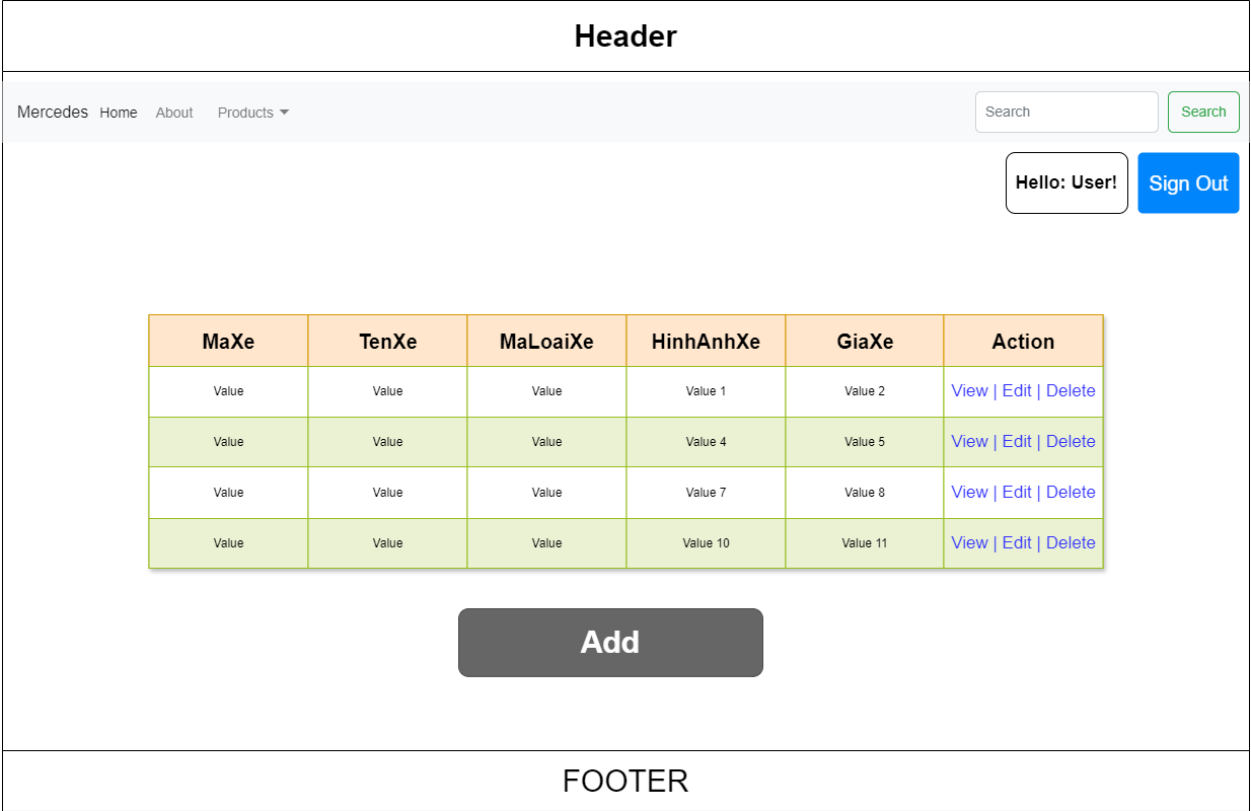 Header
Mercedes Home About Products Search Search
Hello: User! Sign Out
MaXe TenXe MaLoaiXe HinhAnhXe GiaXe Action
Value Value Value Value 1 Value 2 View | Edit | Delete
Value Value Value Value 4 Value 5 View | Edit | Delete
Value Value Value Value 7 Value 8 View | Edit | Delete
Value Value Value Value 10 Value 11 View | Edit | Delete
Add
FOOTER